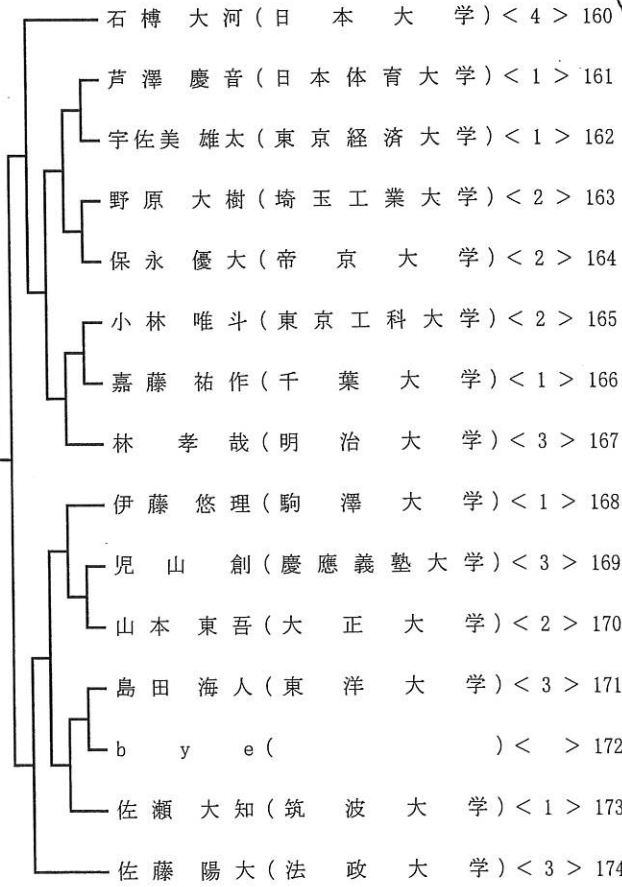 石榑 大河 (日本大学) < 4 > 160
芦澤 慶音 (日本体育大学) < 1 > 161
宇佐美 雄太 (東京経済大学) < 1 > 162
野原 大樹 (埼玉工業大学) < 2 > 163
保永 優大 (帝京大学) < 2 > 164
小林 唯斗 (東京工科大学) < 2 > 165
嘉藤 祐作 (千葉大学) < 1 > 166
林 孝哉 (明治大学) < 3 > 167
伊藤 悠理 (駒澤大学) < 1 > 168
児山 創 (慶應義塾大学) < 3 > 169
山本 東吾 (大正大学) < 2 > 170
島田 海人 (東洋大学) < 3 > 171
bye ( ) < > 172
佐瀬 大知 (筑波大学) < 1 > 173
佐藤 陽大 (法政大学) < 3 > 174